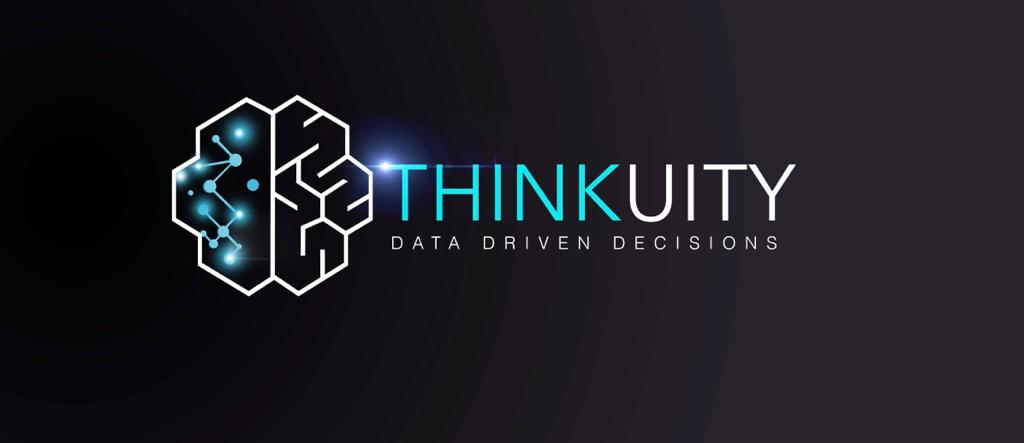 THINKUITY
DATA DRIVEN DECISIONS